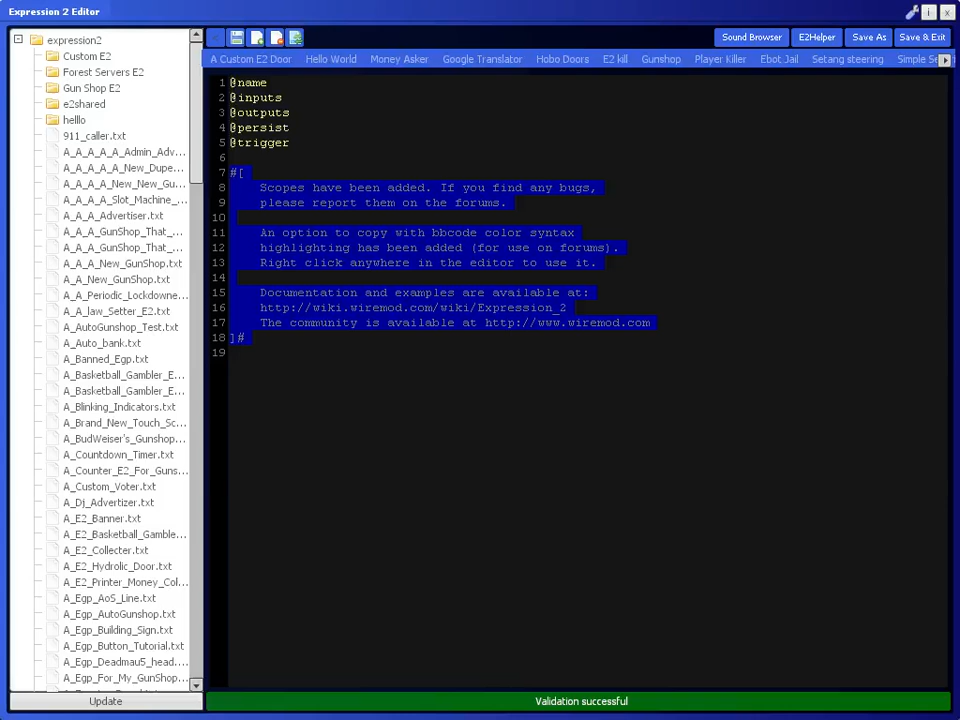 Expression 2 Editor
i
x
expression2
Custom E2
Forest Servers E2
Gun Shop E2
e2shared
helllo
911_caller.txt
A_A_A_A_A_Admin_Adv...
A_A_A_A_A_New_Dupe...
A_A_A_A_New_New_Gu...
A_A_A_A_Slot_Machine_...
A_A_A_Advertiser.txt
A_A_A_GunShop_That_...
A_A_A_GunShop_That_...
A_A_A_New_GunShop.txt
A_A_New_GunShop.txt
A_A_Periodic_Lockdowne...
A_A_law_Setter_E2.txt
A_AutoGunshop_Test.txt
A_Auto_bank.txt
A_Banned_Egp.txt
A_Basketball_Gambler_E...
A_Basketball_Gambler_E...
A_Blinking_Indicators.txt
A_Brand_New_Touch_Sc...
A_BudWeiser's_Gunshop...
A_Countdown_Timer.txt
A_Counter_E2_For_Guns...
A_Custom_Voter.txt
A_Dj_Advertizer.txt
A_E2_Banner.txt
A_E2_Basketball_Gamble...
A_E2_Collecter.txt
A_E2_Hydrolic_Door.txt
A_E2_Printer_Money_Col...
A_Egp_AoS_Line.txt
A_Egp_AutoGunshop.txt
A_Egp_Building_Sign.txt
A_Egp_Button_Tutorial.txt
A_Egp_Deadmau5_head....
A_Egp_For_My_GunShop...
Update
Sound Browser
E2Helper
Save As
Save & Exit
A Custom E2 Door
Hello World
Money Asker
Google Translator
Hobo Doors
E2 kill
Gunshop
Player Killer
Ebot Jail
Setang steering
Simple Se
1 @name
2 @inputs
3 @outputs
4 @persist
5 @trigger
6
7 #[
8 Scopes have been added. If you find any bugs,
9 please report them on the forums.
10
11 An option to copy with bbcode color syntax
12 highlighting has been added (for use on forums).
13 Right click anywhere in the editor to use it.
14
15 Documentation and examples are available at:
16 http://wiki.wiremod.com/wiki/Expression_2
17 The community is available at http://www.wiremod.com
18 ]#
19
Validation successful